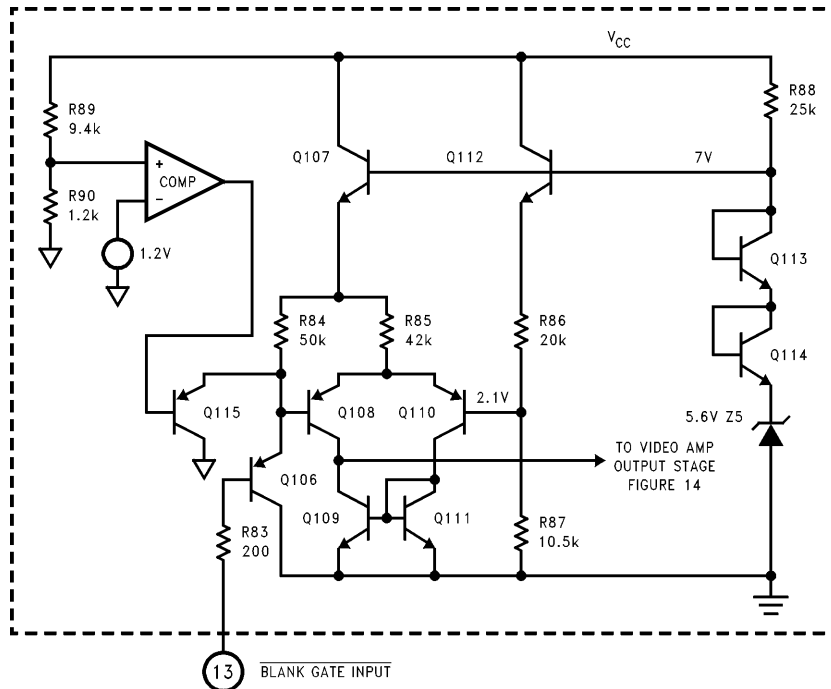 V_CC
R89
9.4k
R88
25k
Q107
Q112
7V
+
COMP
−
R90
1.2k
1.2V
Q113
R84
50k
R85
42k
R86
20k
Q114
Q115
Q108
Q110
2.1V
5.6V Z5
Q106
TO VIDEO AMP
OUTPUT STAGE
FIGURE 14
R83
200
Q109
Q111
R87
10.5k
13
BLANK GATE INPUT